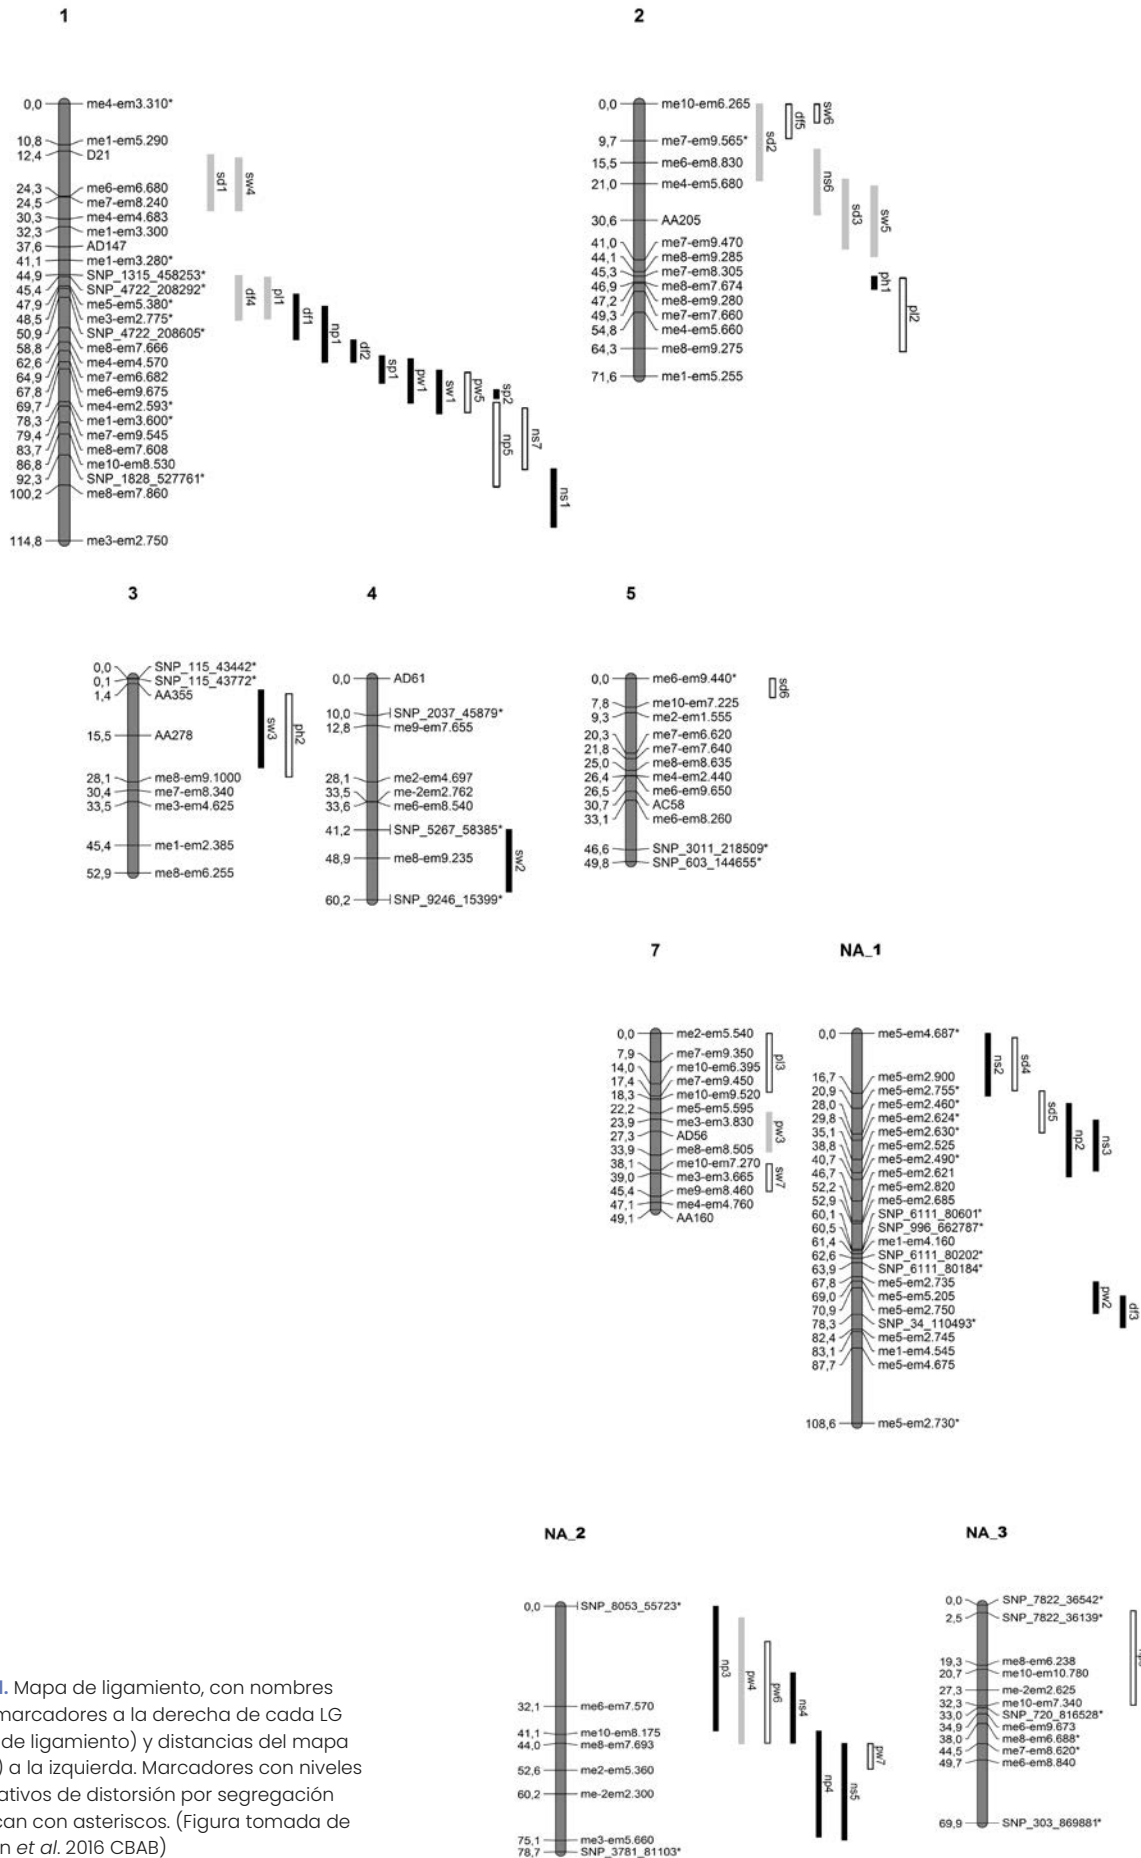 1
0,0 me4-em3.310*
10,8 me1-em5.290
12,4 D21
24,3 me6-em6.680
24,5 me7-em8.240
30,3 me4-em4.683
32,3 me1-em3.300
37,6 AD147
41,1 me1-em3.280*
44,9 SNP_1315_458253*
45,4 SNP_4722_208292*
47,9 me5-em5.380*
48,5 me3-em2.775*
50,9 SNP_4722_208605*
58,8 me8-em7.666
62,6 me4-em4.570
64,9 me7-em6.682
67,8 me6-em9.675
69,7 me4-em2.593*
78,3 me1-em3.600*
79,4 me7-em9.545
83,7 me8-em7.608
86,8 me10-em8.530
92,3 SNP_1828_527761*
100,2 me8-em7.860
114,8 me3-em2.750
sd1
sw4
df4
pl1
df1
np1
df2
sp1
pw1
sw1
pw5
sp2
np5
ns7
ns1
2
0,0 me10-em6.265
9,7 me7-em9.565*
15,5 me6-em8.830
21,0 me4-em5.680
30,6 AA205
41,0 me7-em9.470
44,1 me8-em9.285
45,3 me7-em8.305
46,9 me8-em7.674
47,2 me8-em9.280
49,3 me7-em7.660
54,8 me4-em5.660
64,3 me8-em9.275
71,6 me1-em5.255
sd2
df5
sw6
ns6
sd3
sw5
ph1
pl2
3
0,0 SNP_115_43442*
0,1 SNP_115_43772*
1,4 AA355
15,5 AA278
28,1 me8-em9.1000
30,4 me7-em8.340
33,5 me3-em4.625
45,4 me1-em2.385
52,9 me8-em6.255
sw3
ph2
4
0,0 AD61
10,0 SNP_2037_45879*
12,8 me9-em7.655
28,1 me2-em4.697
33,5 me-2em2.762
33,6 me6-em8.540
41,2 SNP_5267_58385*
48,9 me8-em9.235
60,2 SNP_9246_15399*
sw2
5
0,0 me6-em9.440*
7,8 me10-em7.225
9,3 me2-em1.555
20,3 me7-em6.620
21,8 me7-em7.640
25,0 me8-em8.635
26,4 me4-em2.440
26,5 me6-em9.650
30,7 AC58
33,1 me6-em8.260
46,6 SNP_3011_218509*
49,8 SNP_603_144655*
sd6
7
0,0 me2-em5.540
7,9 me7-em9.350
14,0 me10-em6.395
17,4 me7-em9.450
18,3 me10-em9.520
22,2 me5-em5.595
23,9 me3-em3.830
27,3 AD56
33,9 me8-em8.505
38,1 me10-em7.270
39,0 me3-em3.665
45,4 me9-em8.460
47,1 me4-em4.760
49,1 AA160
pl3
pw3
sw7
NA_1
0,0 me5-em4.687*
16,7 me5-em2.900
20,9 me5-em2.755*
28,0 me5-em2.460*
29,8 me5-em2.624*
35,1 me5-em2.630*
38,8 me5-em2.525
40,7 me5-em2.490*
46,7 me5-em2.621
52,2 me5-em2.820
52,9 me5-em2.685
60,1 SNP_6111_80601*
60,5 SNP_996_662787*
61,4 me1-em4.160
62,6 SNP_6111_80202*
63,9 SNP_6111_80184*
67,8 me5-em2.735
69,0 me5-em5.205
70,9 me5-em2.750
78,3 SNP_34_110493*
82,4 me5-em2.745
83,1 me1-em4.545
87,7 me5-em4.675
108,6 me5-em2.730*
ns2
sd4
sd5
np2
ns3
pw2
df3
NA_2
0,0 SNP_8053_55723*
32,1 me6-em7.570
41,1 me10-em8.175
44,0 me8-em7.693
52,6 me2-em5.360
60,2 me-2em2.300
75,1 me3-em5.660
78,7 SNP_3781_81103*
np3
pw4
pw6
ns4
np4
pw7
ns5
NA_3
0,0 SNP_7822_36542*
2,5 SNP_7822_36139*
19,3 me8-em6.238
20,7 me10-em10.780
27,3 me-2em2.625
32,3 me10-em7.340
33,0 SNP_720_816528*
34,9 me6-em9.673
38,0 me8-em6.688*
44,5 me7-em8.620*
49,7 me6-em8.840
69,9 SNP_303_869881*
1. Mapa de ligamiento, con nombres
marcadores a la derecha de cada LG
de ligamiento) y distancias del mapa
) a la izquierda. Marcadores con niveles
ativos de distorsión por segregación
can con asteriscos. (Figura tomada de
n et al. 2016 CBAB)